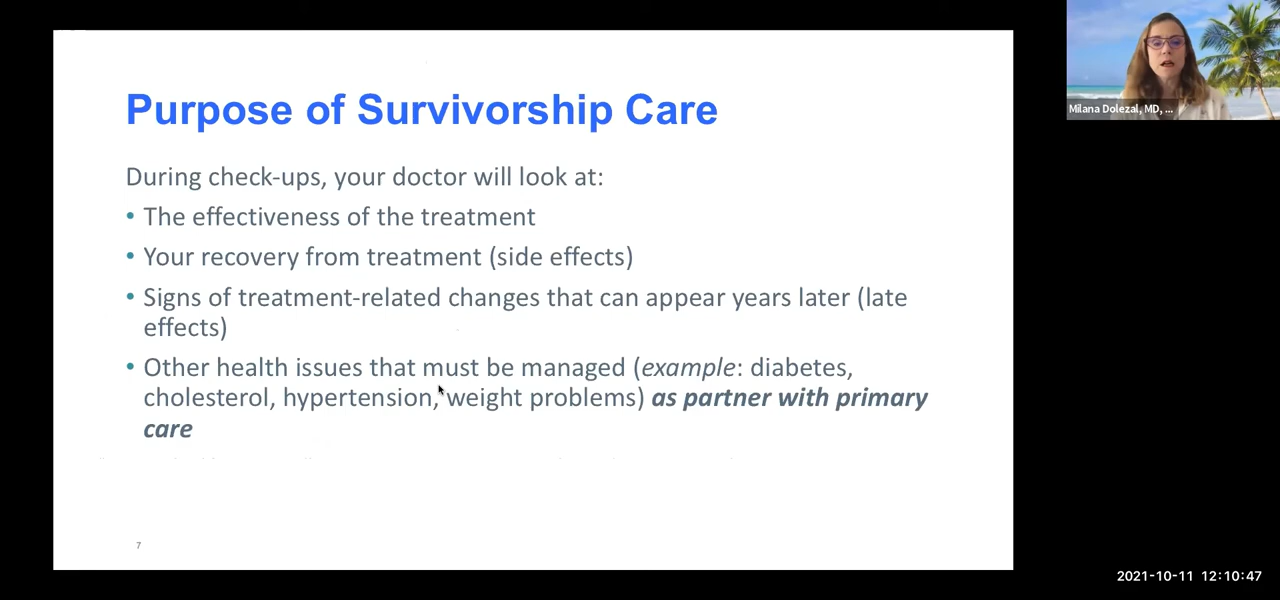 Purpose of Survivorship Care
During check-ups, your doctor will look at:
• The effectiveness of the treatment
• Your recovery from treatment (side effects)
• Signs of treatment-related changes that can appear years later (late
effects)
• Other health issues that must be managed (example: diabetes,
cholesterol, hypertension, weight problems) as partner with primary
care
7
Milana Dolezal, MD, ...
2021-10-11 12:10:47